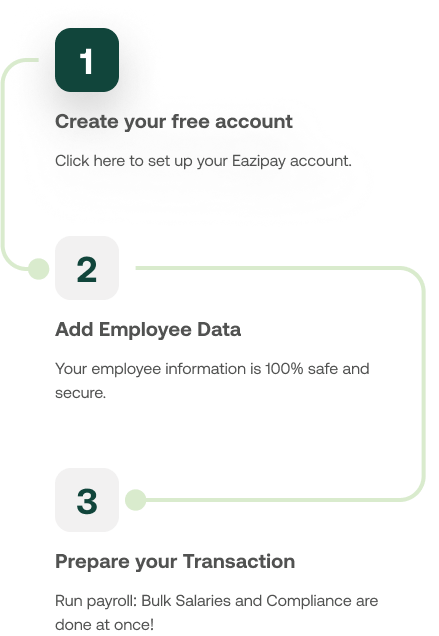 1
Create your free account
Click here to set up your Eazipay account.
2
Add Employee Data
Your employee information is 100% safe and
secure.
3
Prepare your Transaction
Run payroll: Bulk Salaries and Compliance are
done at once!